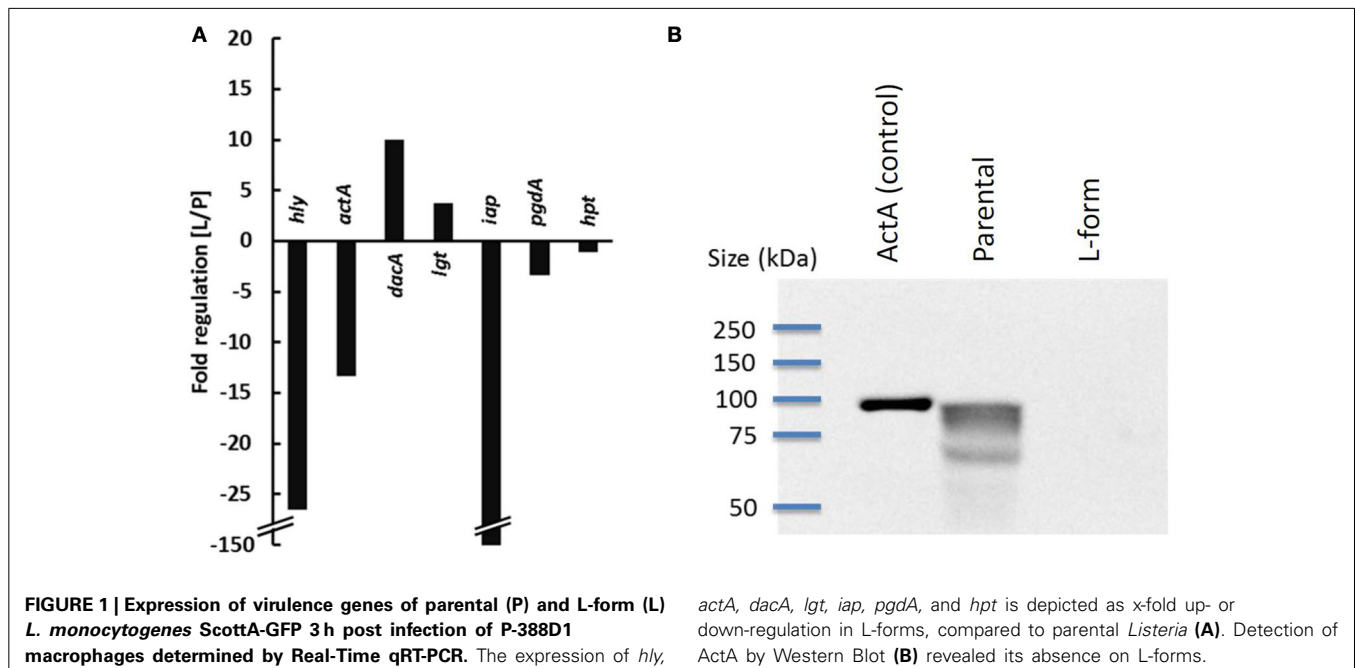 A
20
15
10
5
0
-5
-10
-15
-20
-25
-150
Fold regulation [L/P]
hly
actA
dacA
lgt
iap
pgdA
hpt
B
Size (kDa)
ActA (control)
Parental
L-form
250
150
100
75
50
FIGURE 1 | Expression of virulence genes of parental (P) and L-form (L)
L. monocytogenes ScottA-GFP 3 h post infection of P-388D1
macrophages determined by Real-Time qRT-PCR. The expression of hly,
actA, dacA, lgt, iap, pgdA, and hpt is depicted as x-fold up- or
down-regulation in L-forms, compared to parental Listeria (A). Detection of
ActA by Western Blot (B) revealed its absence on L-forms.